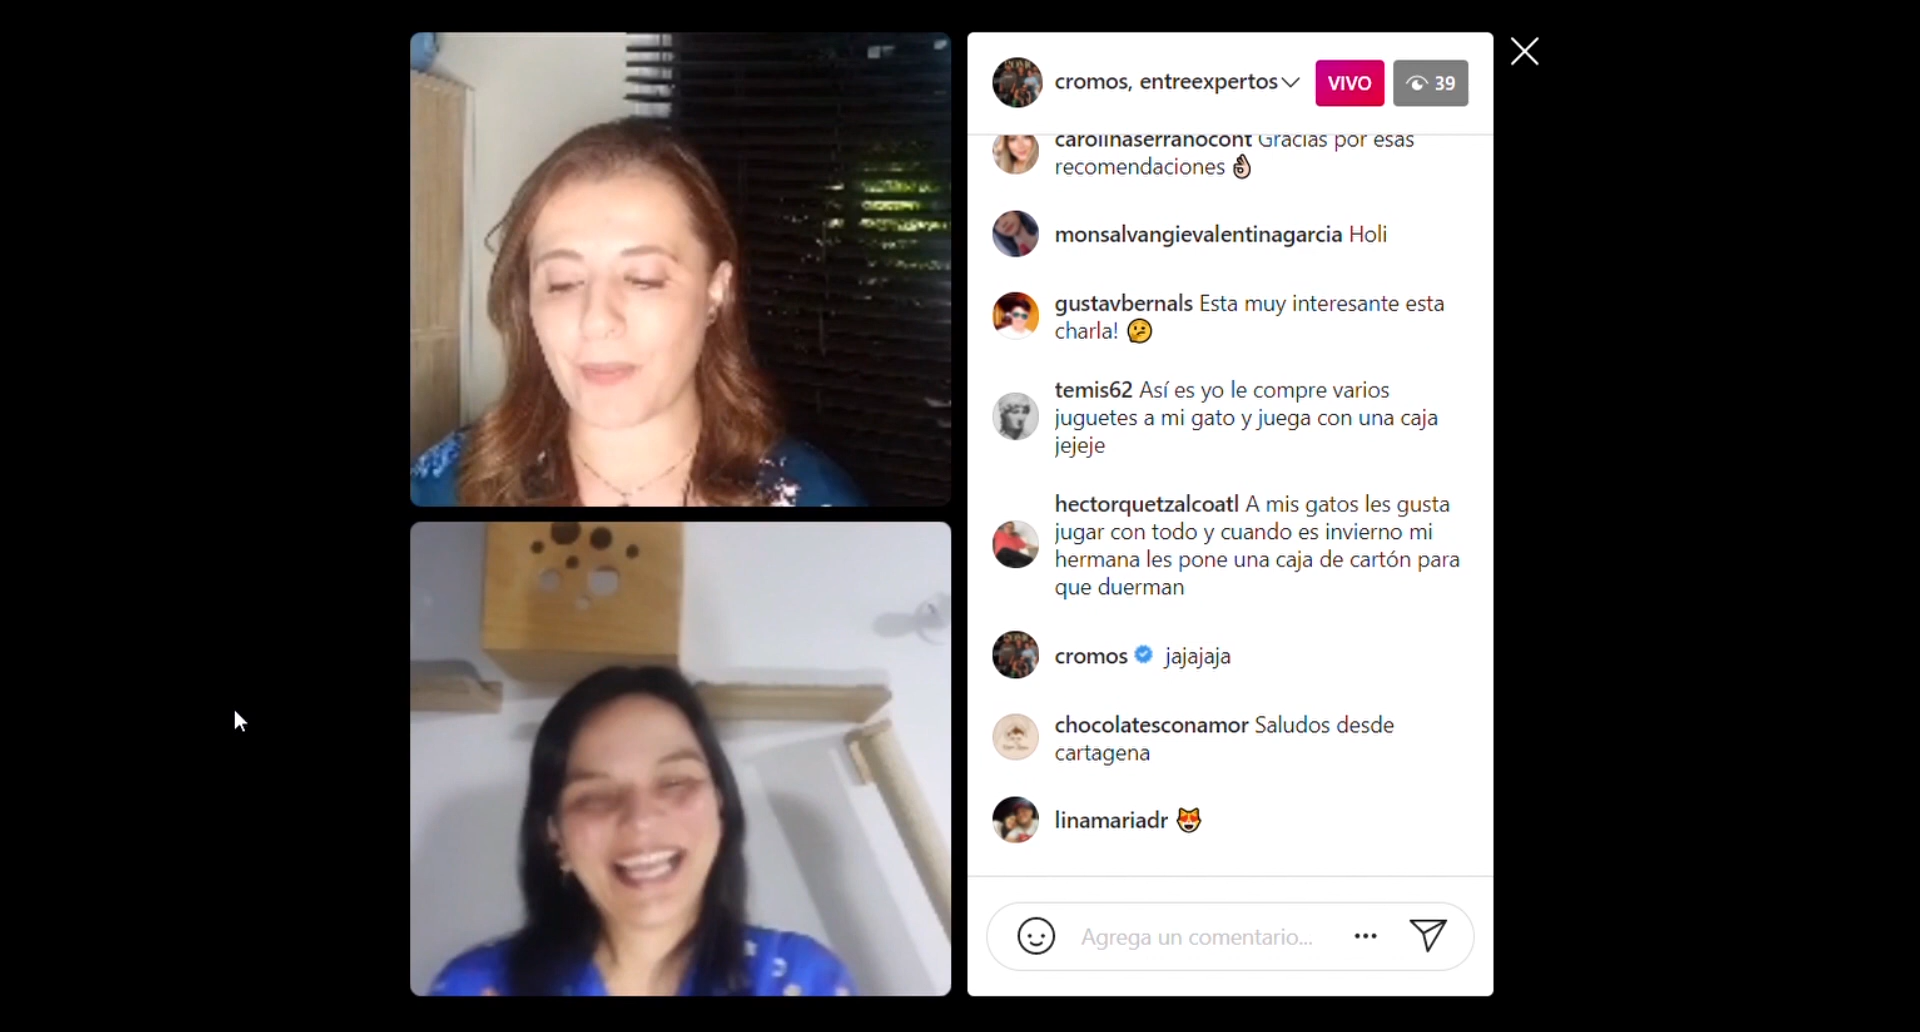 cromos, entreexpertos
VIVO
39
carolinaserranocont Gracias por esas
recomendaciones 👌🏻
monsalvangievalentinagarcia Holi
gustavbernals Esta muy interesante esta
charla! 🤔
temis62 Así es yo le compre varios
juguetes a mi gato y juega con una caja
jejeje
hectorquetzalcoatl A mis gatos les gusta
jugar con todo y cuando es invierno mi
hermana les pone una caja de cartón para
que duerman
cromos jajajaja
chocolatesconamor Saludos desde
cartagena
linamariadr 😻
Agrega un comentario...